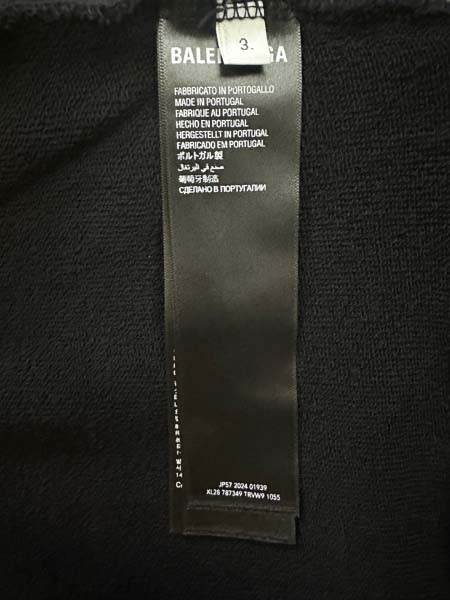 3.
BALEN GA
FABBRICATO IN PORTOGALLO
MADE IN PORTUGAL
FABRIQUE AU PORTUGAL
HECHO EN PORTUGAL
HERGESTELLT IN PORTUGAL
FABRICADO EM PORTUGAL
ポルトガル製
صنع في البرتغال
葡萄牙制造
СДЕЛАНО В ПОРТУГАЛИИ
JP57 2024 01939
XL28 787349 TRVW9 1055